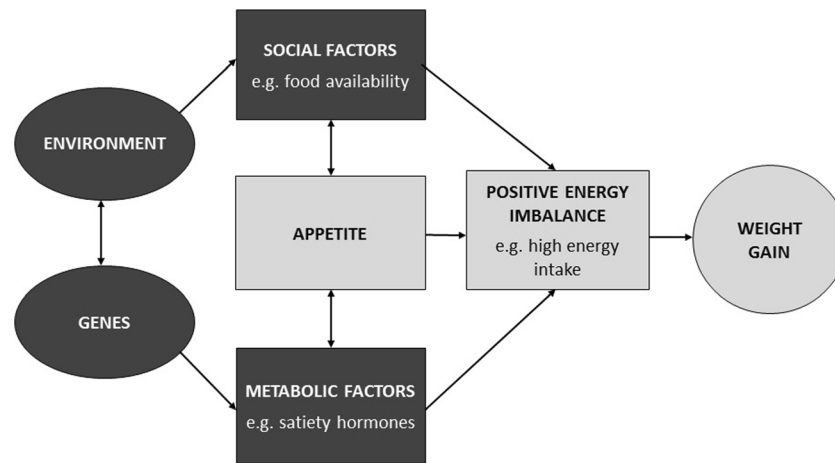 SOCIAL FACTORS
e.g. food availability
ENVIRONMENT
APPETITE
POSITIVE ENERGY
IMBALANCE
e.g. high energy
intake
WEIGHT
GAIN
GENES
METABOLIC FACTORS
e.g. satiety hormones